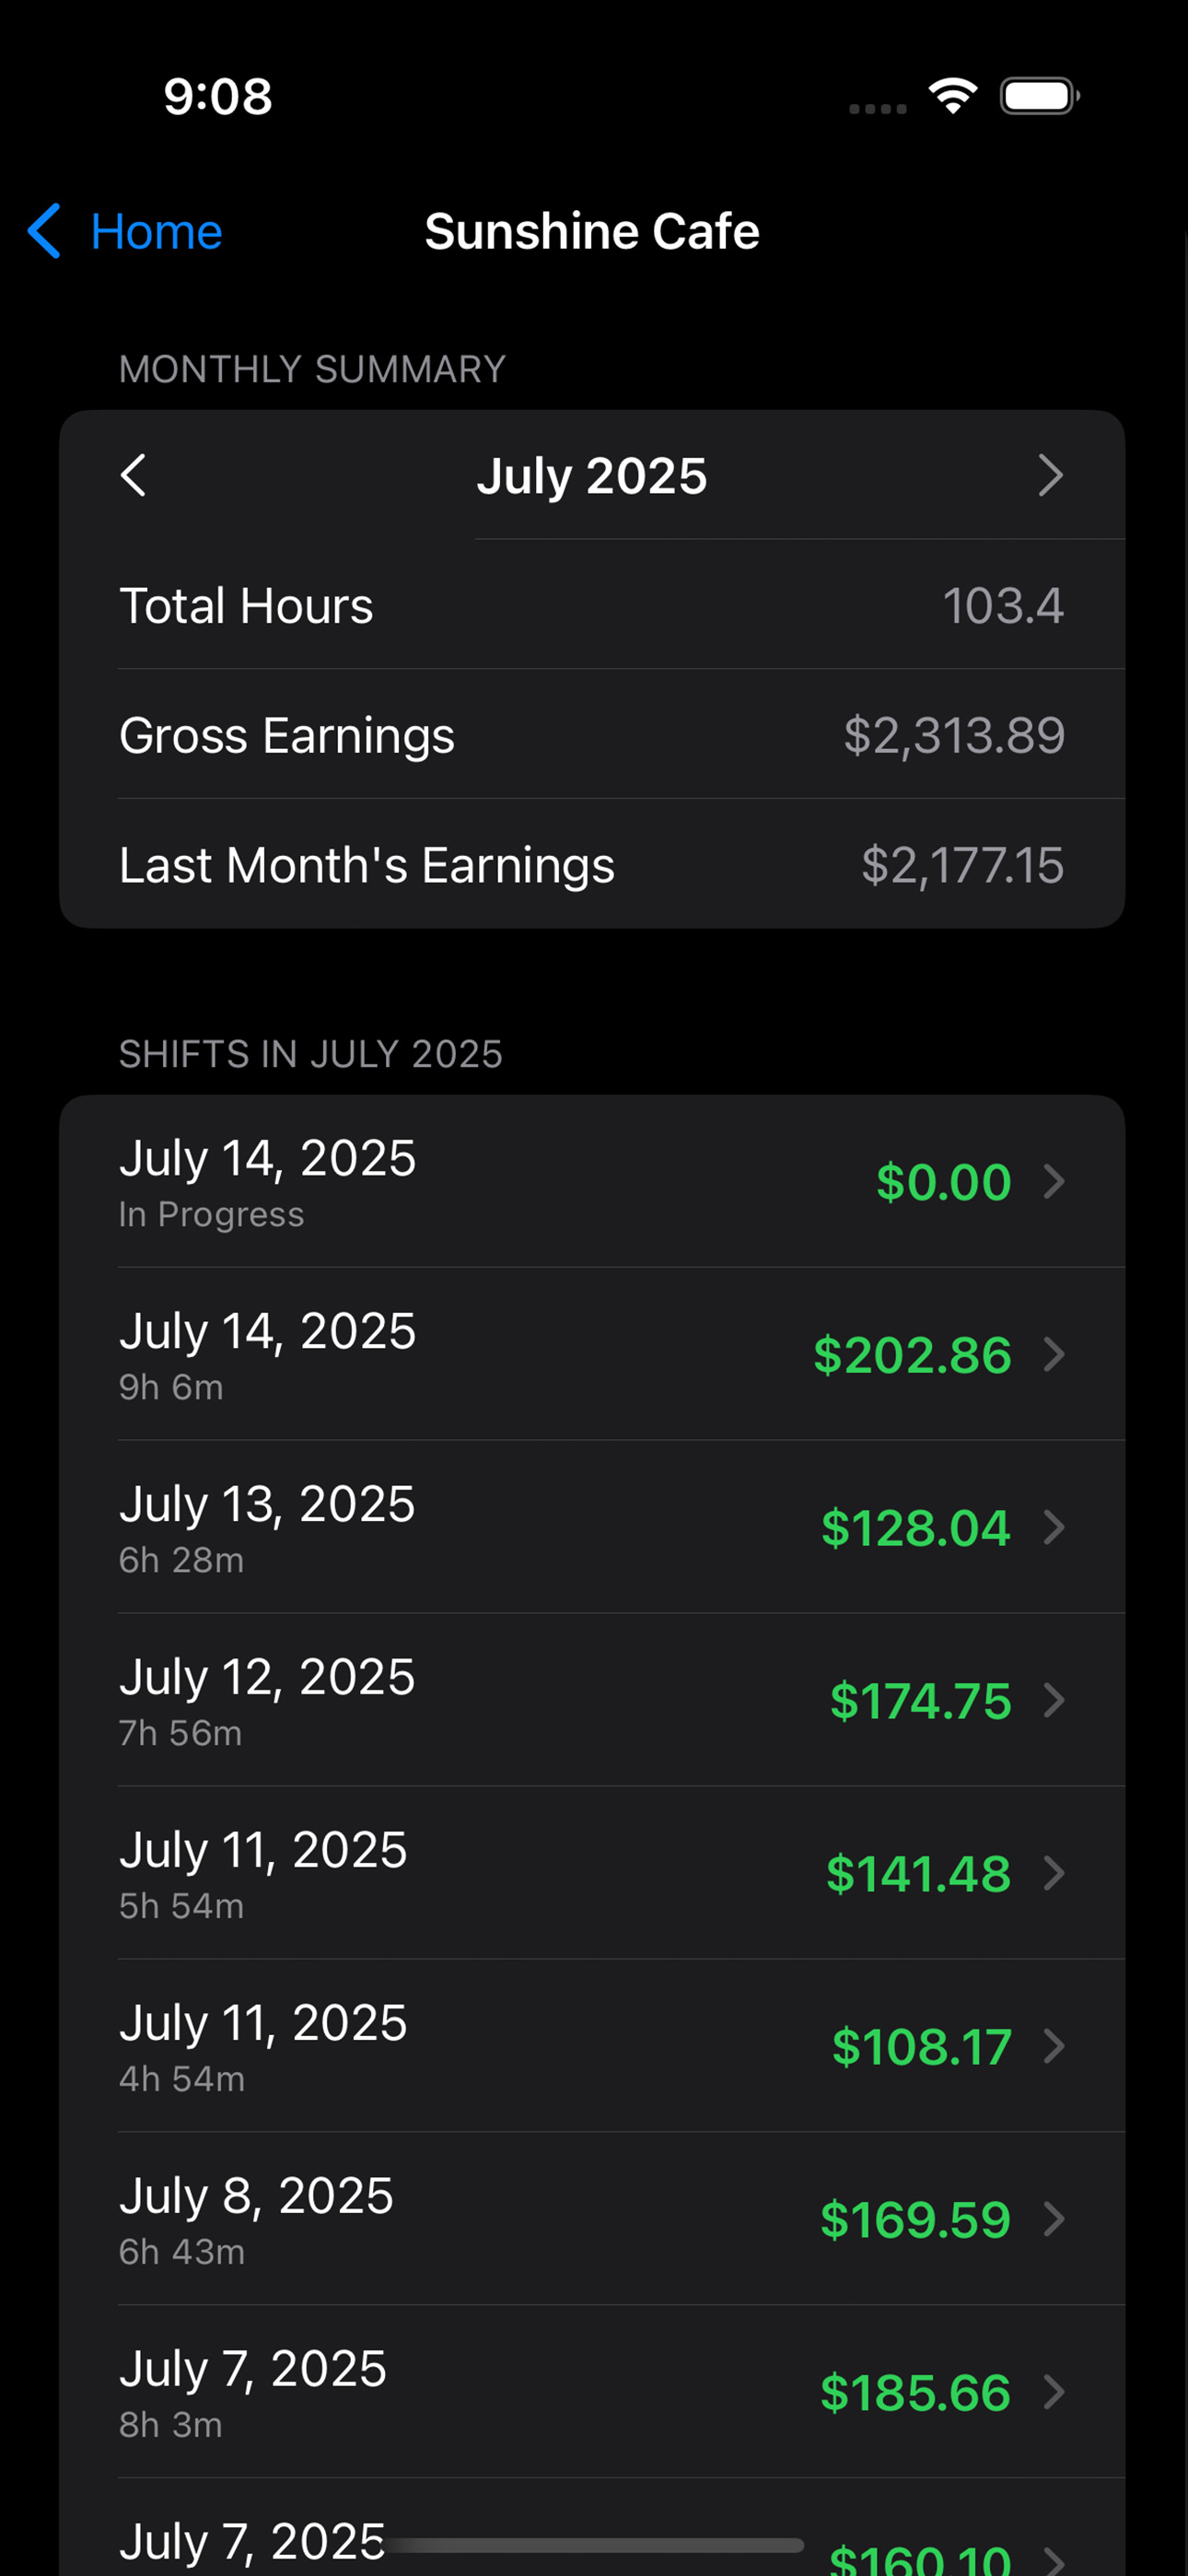 9:08
Home
Sunshine Cafe
MONTHLY SUMMARY
July 2025
Total Hours 103.4
Gross Earnings $2,313.89
Last Month's Earnings $2,177.15
SHIFTS IN JULY 2025
July 14, 2025
In Progress
$0.00
July 14, 2025
9h 6m
$202.86
July 13, 2025
6h 28m
$128.04
July 12, 2025
7h 56m
$174.75
July 11, 2025
5h 54m
$141.48
July 11, 2025
4h 54m
$108.17
July 8, 2025
6h 43m
$169.59
July 7, 2025
8h 3m
$185.66
July 7, 2025
$160.10